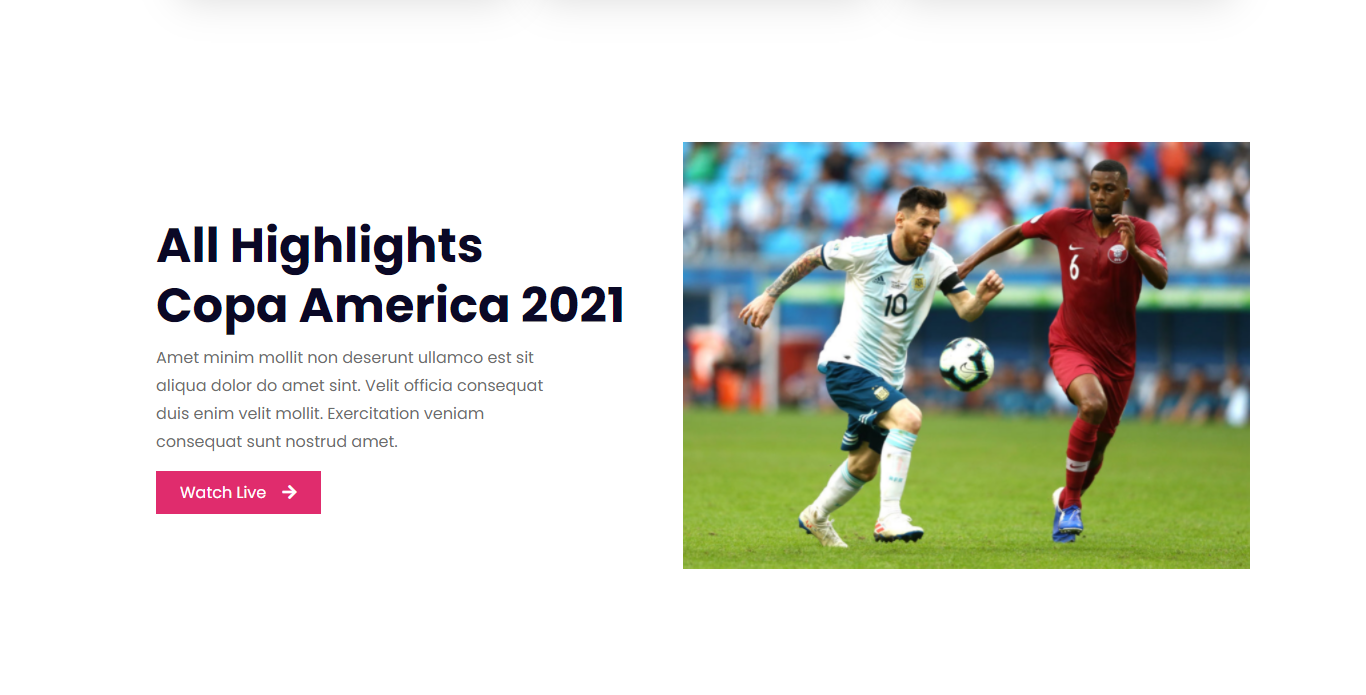 All Highlights
Copa America 2021
Amet minim mollit non deserunt ullamco est sit
aliqua dolor do amet sint. Velit officia consequat
duis enim velit mollit. Exercitation veniam
consequat sunt nostrud amet.
Watch Live
10
6